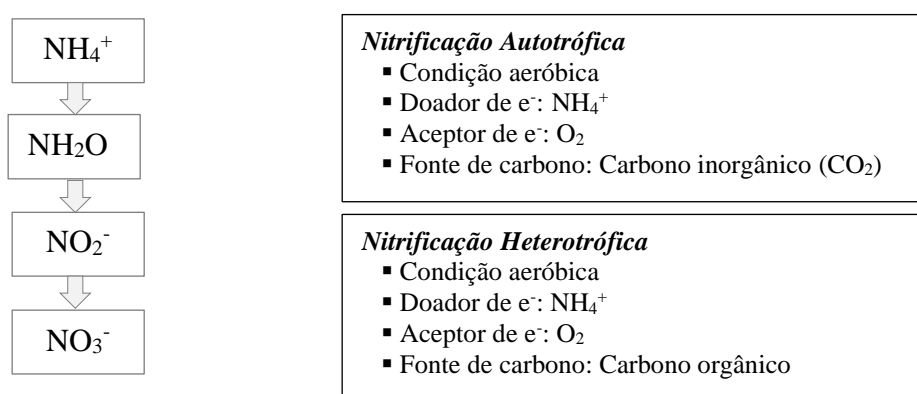 NH₄⁺
NH₂O
NO₂⁻
NO₃⁻
Nitrificação Autotrófica
▪ Condição aeróbica
▪ Doador de e⁻: NH₄⁺
▪ Aceptor de e⁻: O₂
▪ Fonte de carbono: Carbono inorgânico (CO₂)
Nitrificação Heterotrófica
▪ Condição aeróbica
▪ Doador de e⁻: NH₄⁺
▪ Aceptor de e⁻: O₂
▪ Fonte de carbono: Carbono orgânico